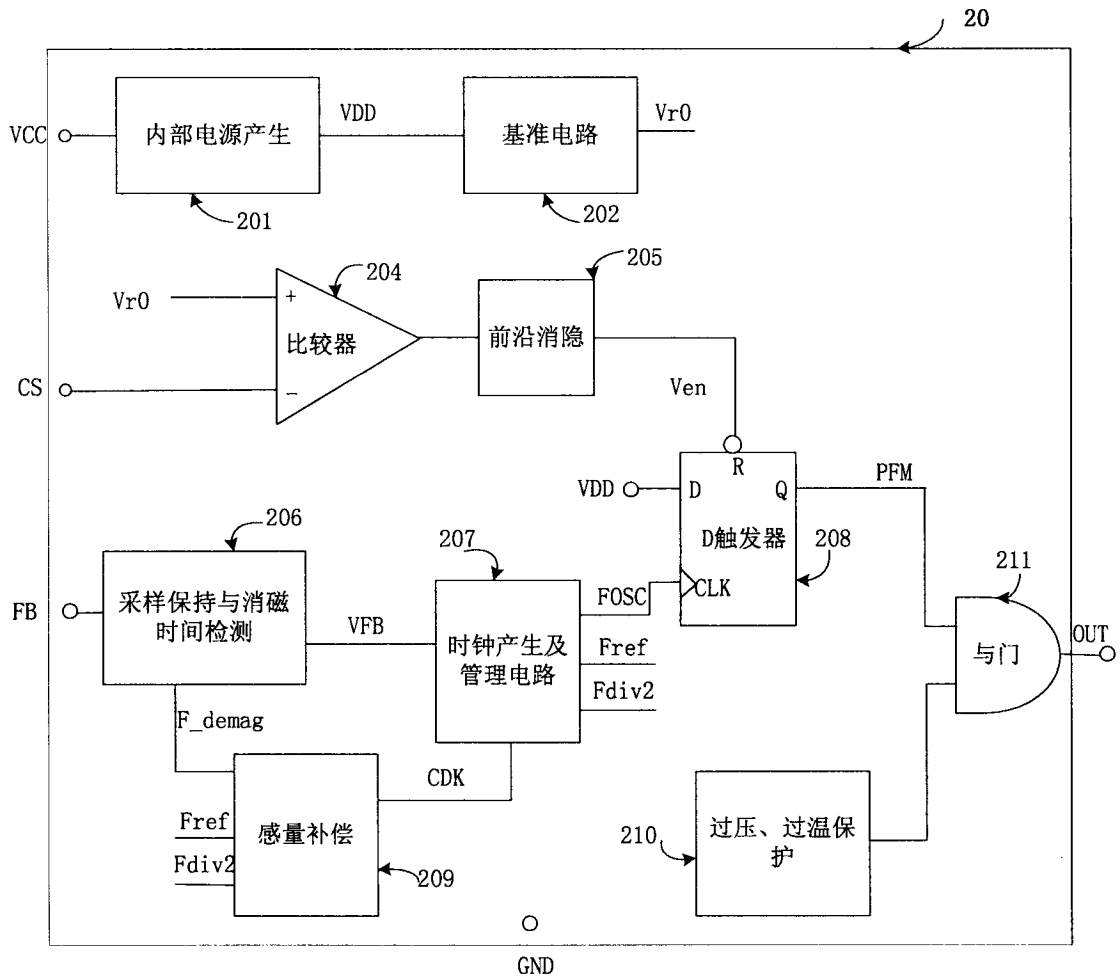 20
VCC
内部电源产生
VDD
基准电路
Vr0
201
202
204
205
Vr0
+
比较器
前沿消隐
CS
-
Ven
R
PFM
VDD
D
Q
D触发器
208
CLK
206
207
211
FB
采样保持与消磁
时间检测
VFB
时钟产生及
管理电路
FOSC
Fref
Fdiv2
与门
OUT
F_demag
CDK
Fref
Fdiv2
感量补偿
209
210
过压、过温保
护
GND